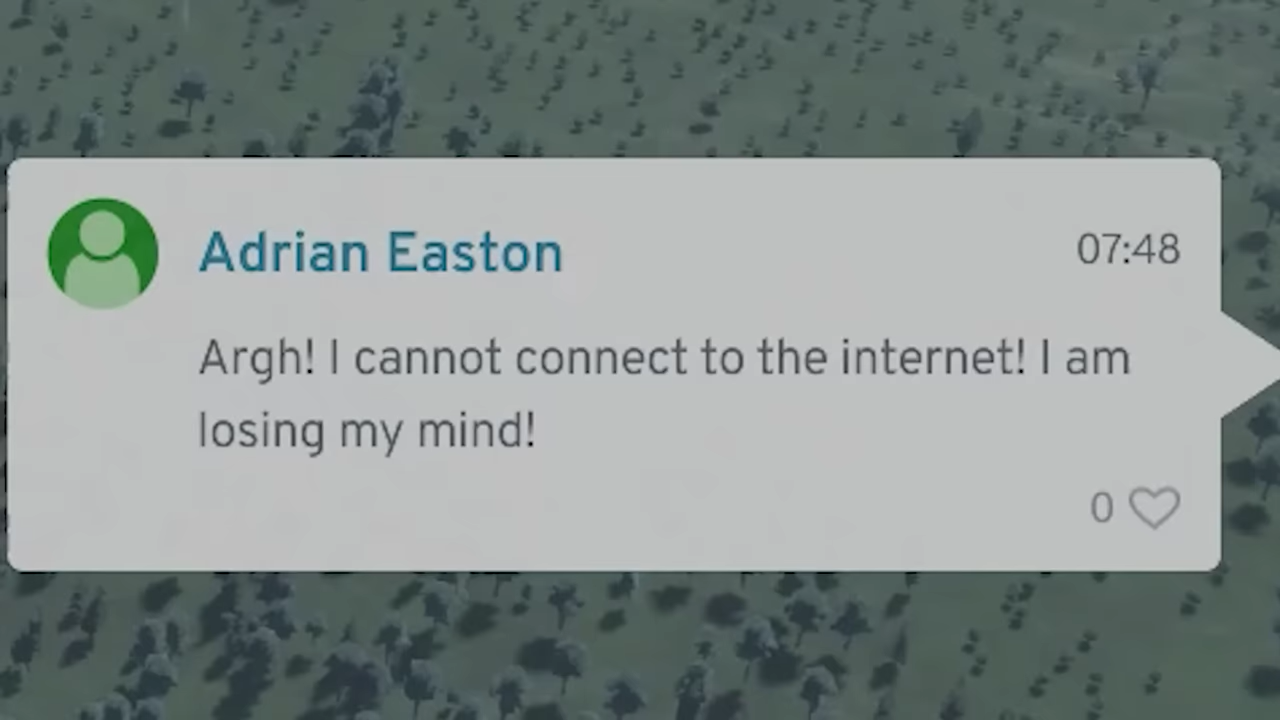 Adrian Easton 07:48
Argh! I cannot connect to the internet! I am
losing my mind!
0